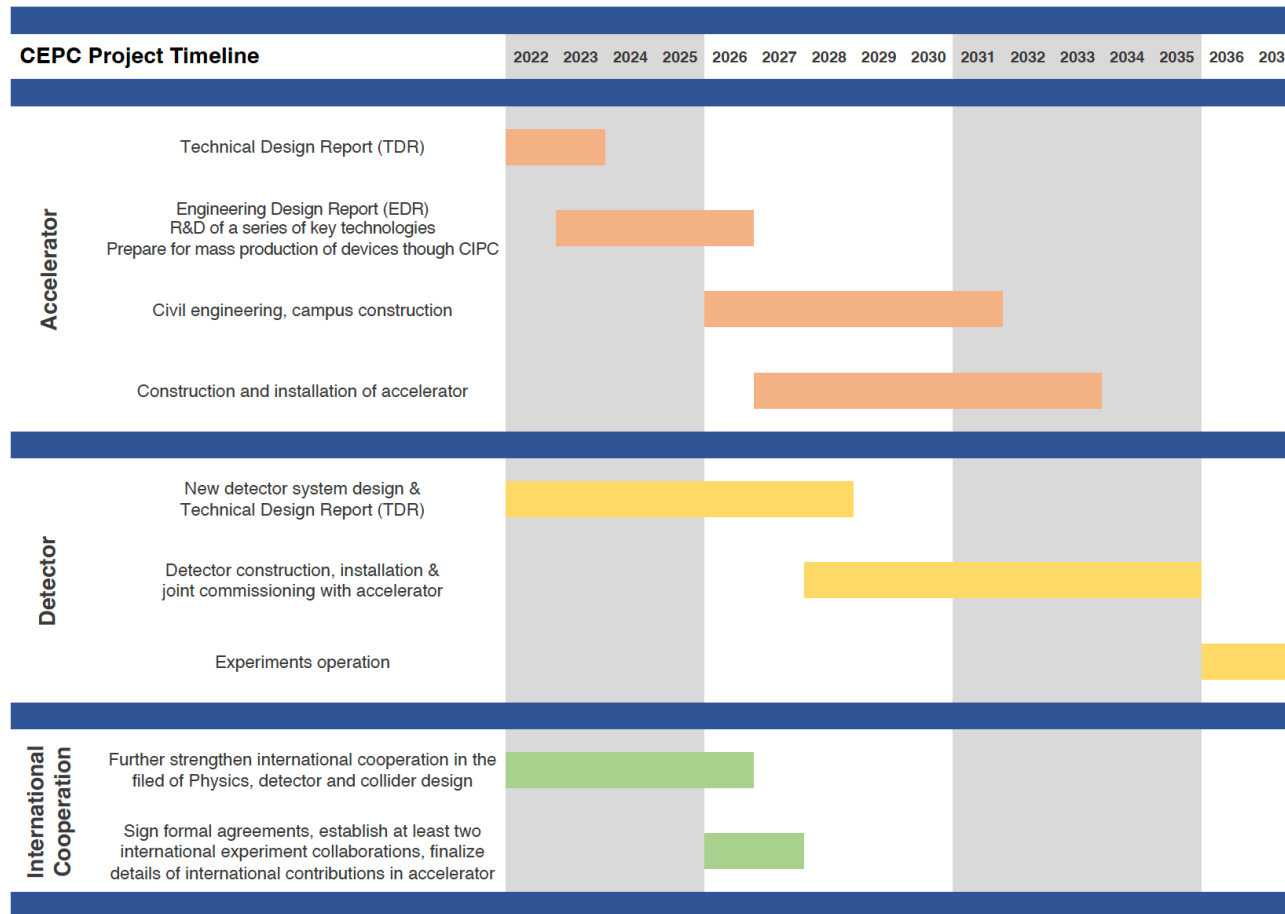 CEPC Project Timeline
2022 2023 2024 2025 2026 2027 2028 2029 2030 2031 2032 2033 2034 2035 2036 203
Accelerator
Technical Design Report (TDR)
Engineering Design Report (EDR)
R&D of a series of key technologies
Prepare for mass production of devices though CIPC
Civil engineering, campus construction
Construction and installation of accelerator
Detector
New detector system design &
Technical Design Report (TDR)
Detector construction, installation &
joint commissioning with accelerator
Experiments operation
International
Cooperation
Further strengthen international cooperation in the
filed of Physics, detector and collider design
Sign formal agreements, establish at least two
international experiment collaborations, finalize
details of international contributions in accelerator